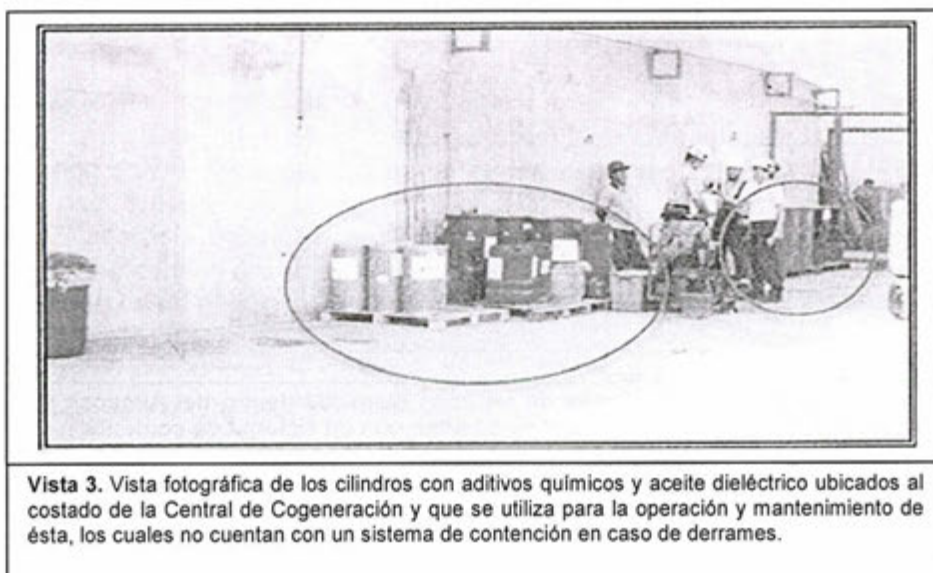 Vista 3. Vista fotográfica de los cilindros con aditivos químicos y aceite dieléctrico ubicados al
costado de la Central de Cogeneración y que se utiliza para la operación y mantenimiento de
ésta, los cuales no cuentan con un sistema de contención en caso de derrames.